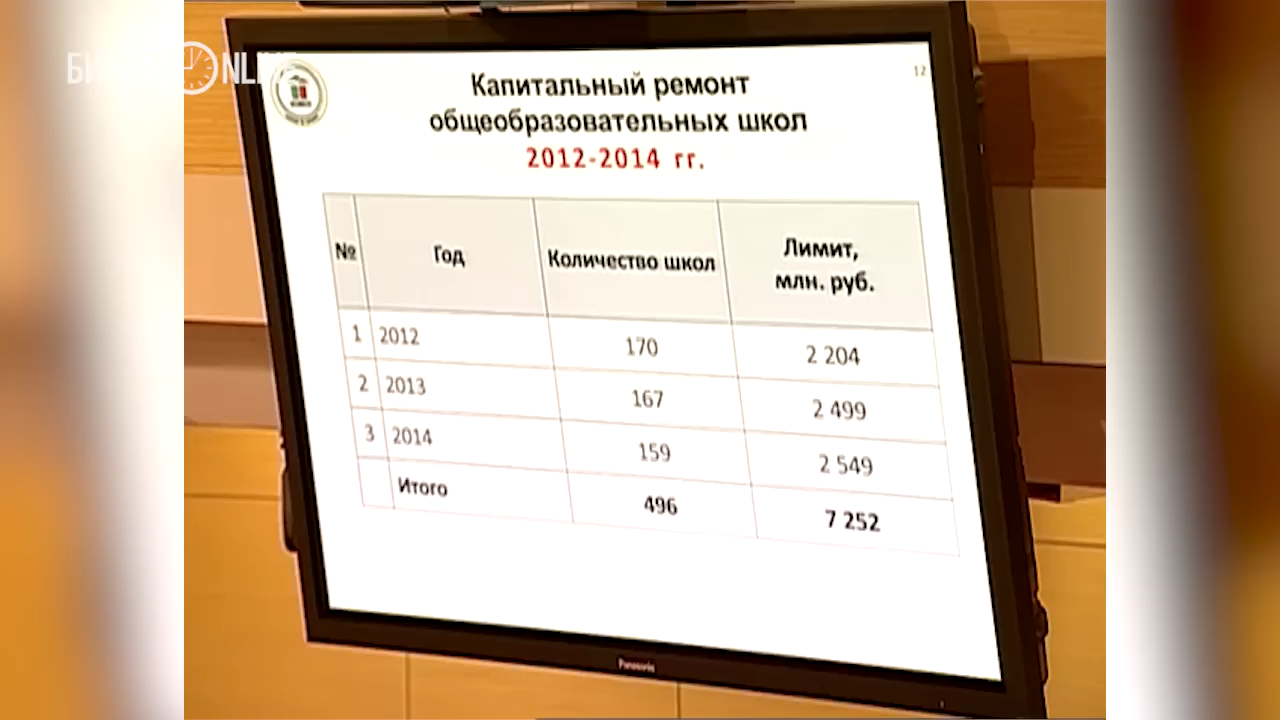 12
Капитальный ремонт
общеобразовательных школ
2012-2014 гг.
№ Год Количество школ Лимит, млн. руб.
1 2012 170 2 204
2 2013 167 2 499
3 2014 159 2 549
Итого 496 7 252
Panasonic